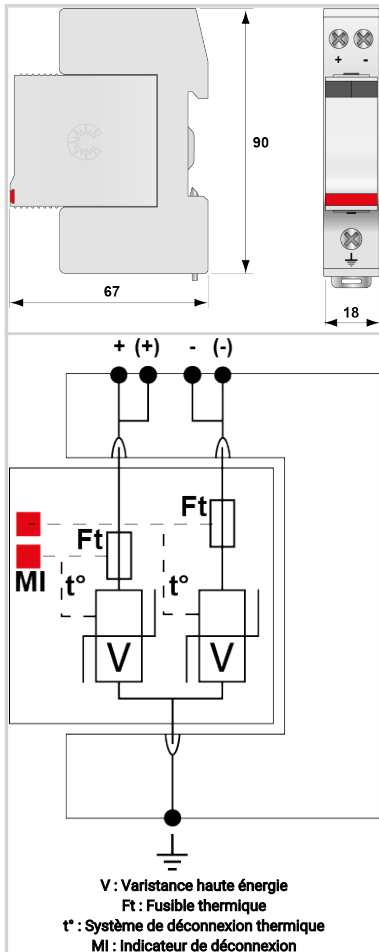 + -
90
67
18
+ (+) - (-)
Ft
Ft
MI t° t°
V V
V : Varistance haute énergie
Ft : Fusible thermique
t° : Système de déconnexion thermique
MI : Indicateur de déconnexion